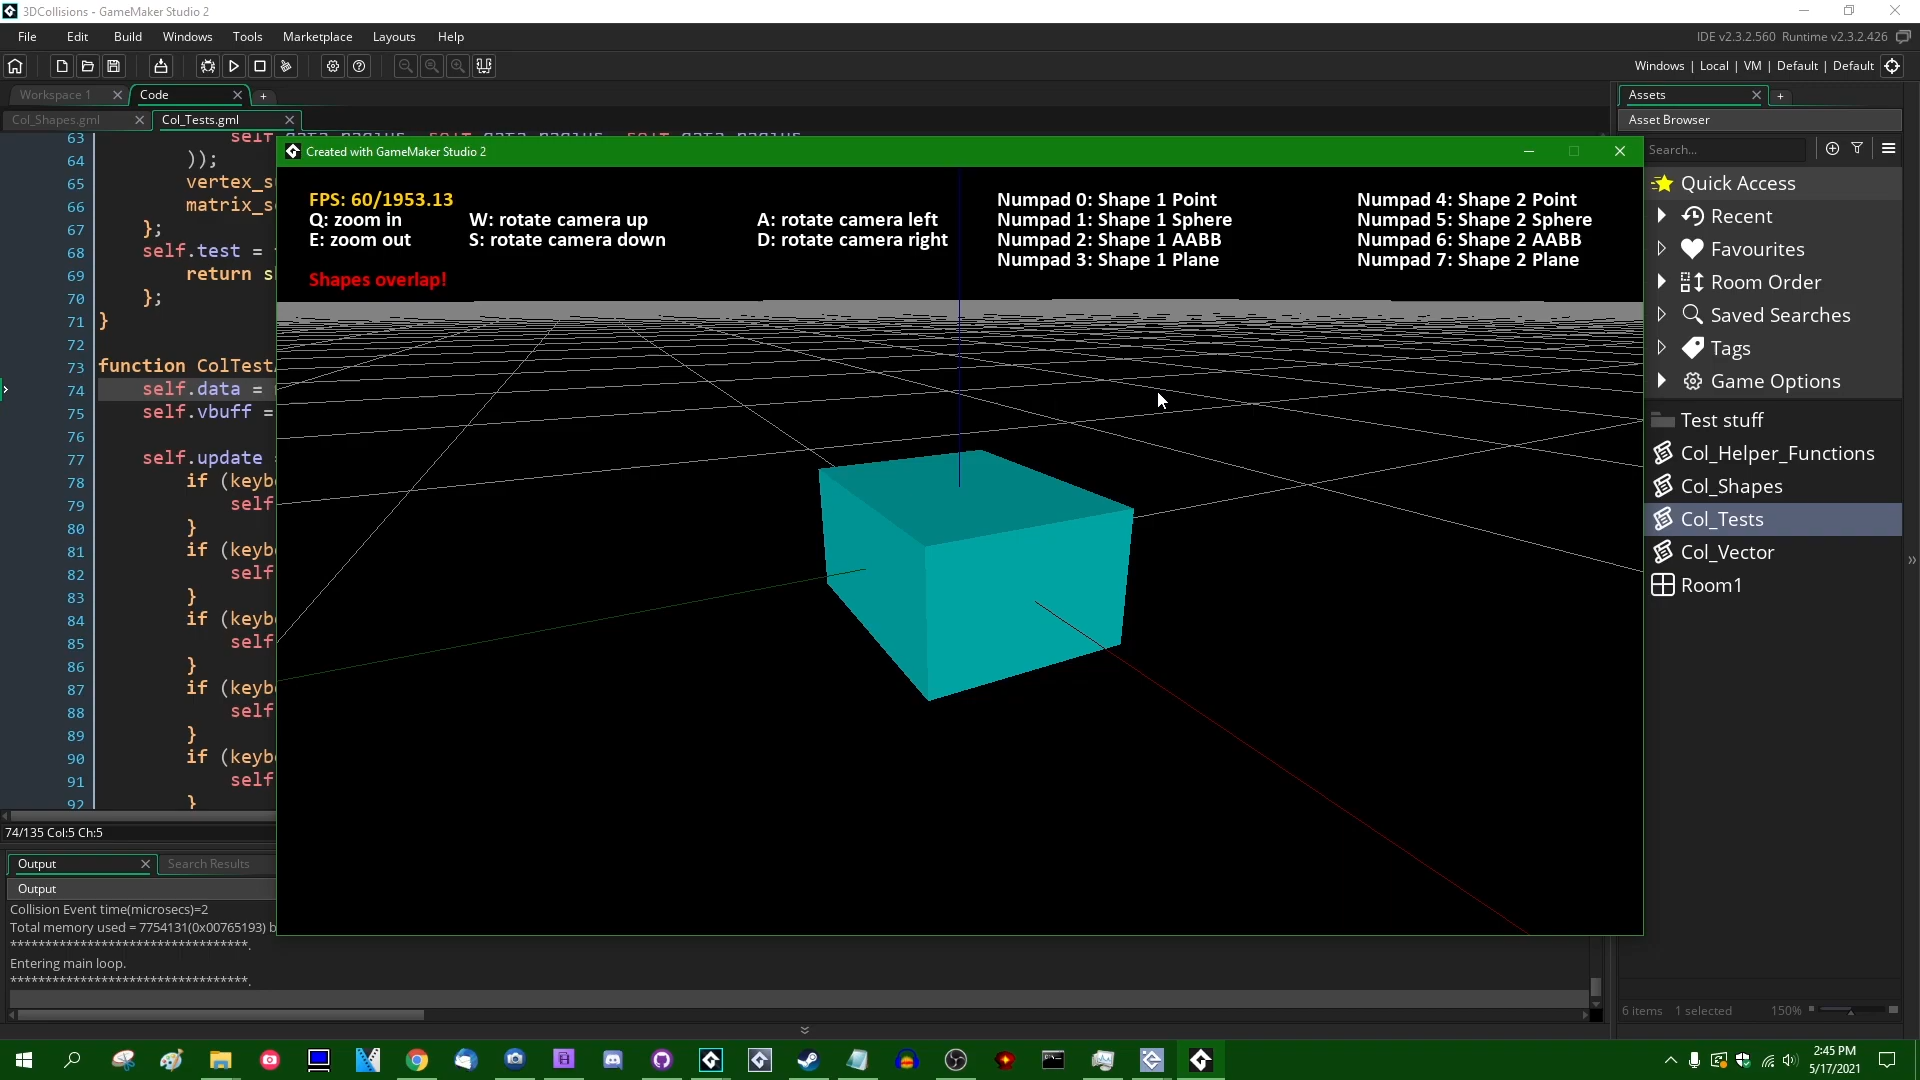 3DCollisions - GameMaker Studio 2
File Edit Build Windows Tools Marketplace Layouts Help
IDE v2.3.2.560 Runtime v2.3.2.426
Windows | Local | VM | Default | Default
Workspace 1
Code
Col_Shapes.gml
Col_Tests.gml
63
64 ));
65 vertex_s
66 matrix_s
67 };
68 self.test =
69 return s
70 };
71 }
72
73 function ColTest
74 self.data =
75 self.vbuff =
76
77 self.update
78 if (keyb
79 self
80 }
81 if (keyb
82 self
83 }
84 if (keyb
85 self
86 }
87 if (keyb
88 self
89 }
90 if (keyb
91 self
92 }
74/135 Col:5 Ch:5
Created with GameMaker Studio 2
FPS: 60/1953.13
Q: zoom in W: rotate camera up A: rotate camera left
E: zoom out S: rotate camera down D: rotate camera right
Shapes overlap!
Numpad 0: Shape 1 Point
Numpad 1: Shape 1 Sphere
Numpad 2: Shape 1 AABB
Numpad 3: Shape 1 Plane
Numpad 4: Shape 2 Point
Numpad 5: Shape 2 Sphere
Numpad 6: Shape 2 AABB
Numpad 7: Shape 2 Plane
Assets
Asset Browser
Search...
Quick Access
Recent
Favourites
Room Order
Saved Searches
Tags
Game Options
Test stuff
Col_Helper_Functions
Col_Shapes
Col_Tests
Col_Vector
Room1
6 items 1 selected 150%
Output
Search Results
Output
Collision Event time(microsecs)=2
Total memory used = 7754131(0x00765193) b
**********************************.
Entering main loop.
**********************************.
2:45 PM
5/17/2021